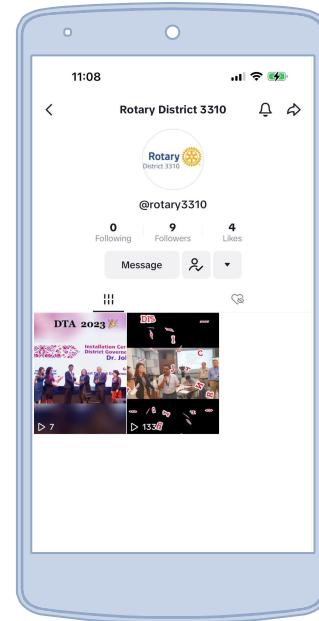 11:08
Rotary District 3310
Rotary
District 3310
@rotary3310
0 9 4
Following Followers Likes
Message
DTA 2023
Installation Cer
District Governo
Dr. Jo
DIS
C
7
133